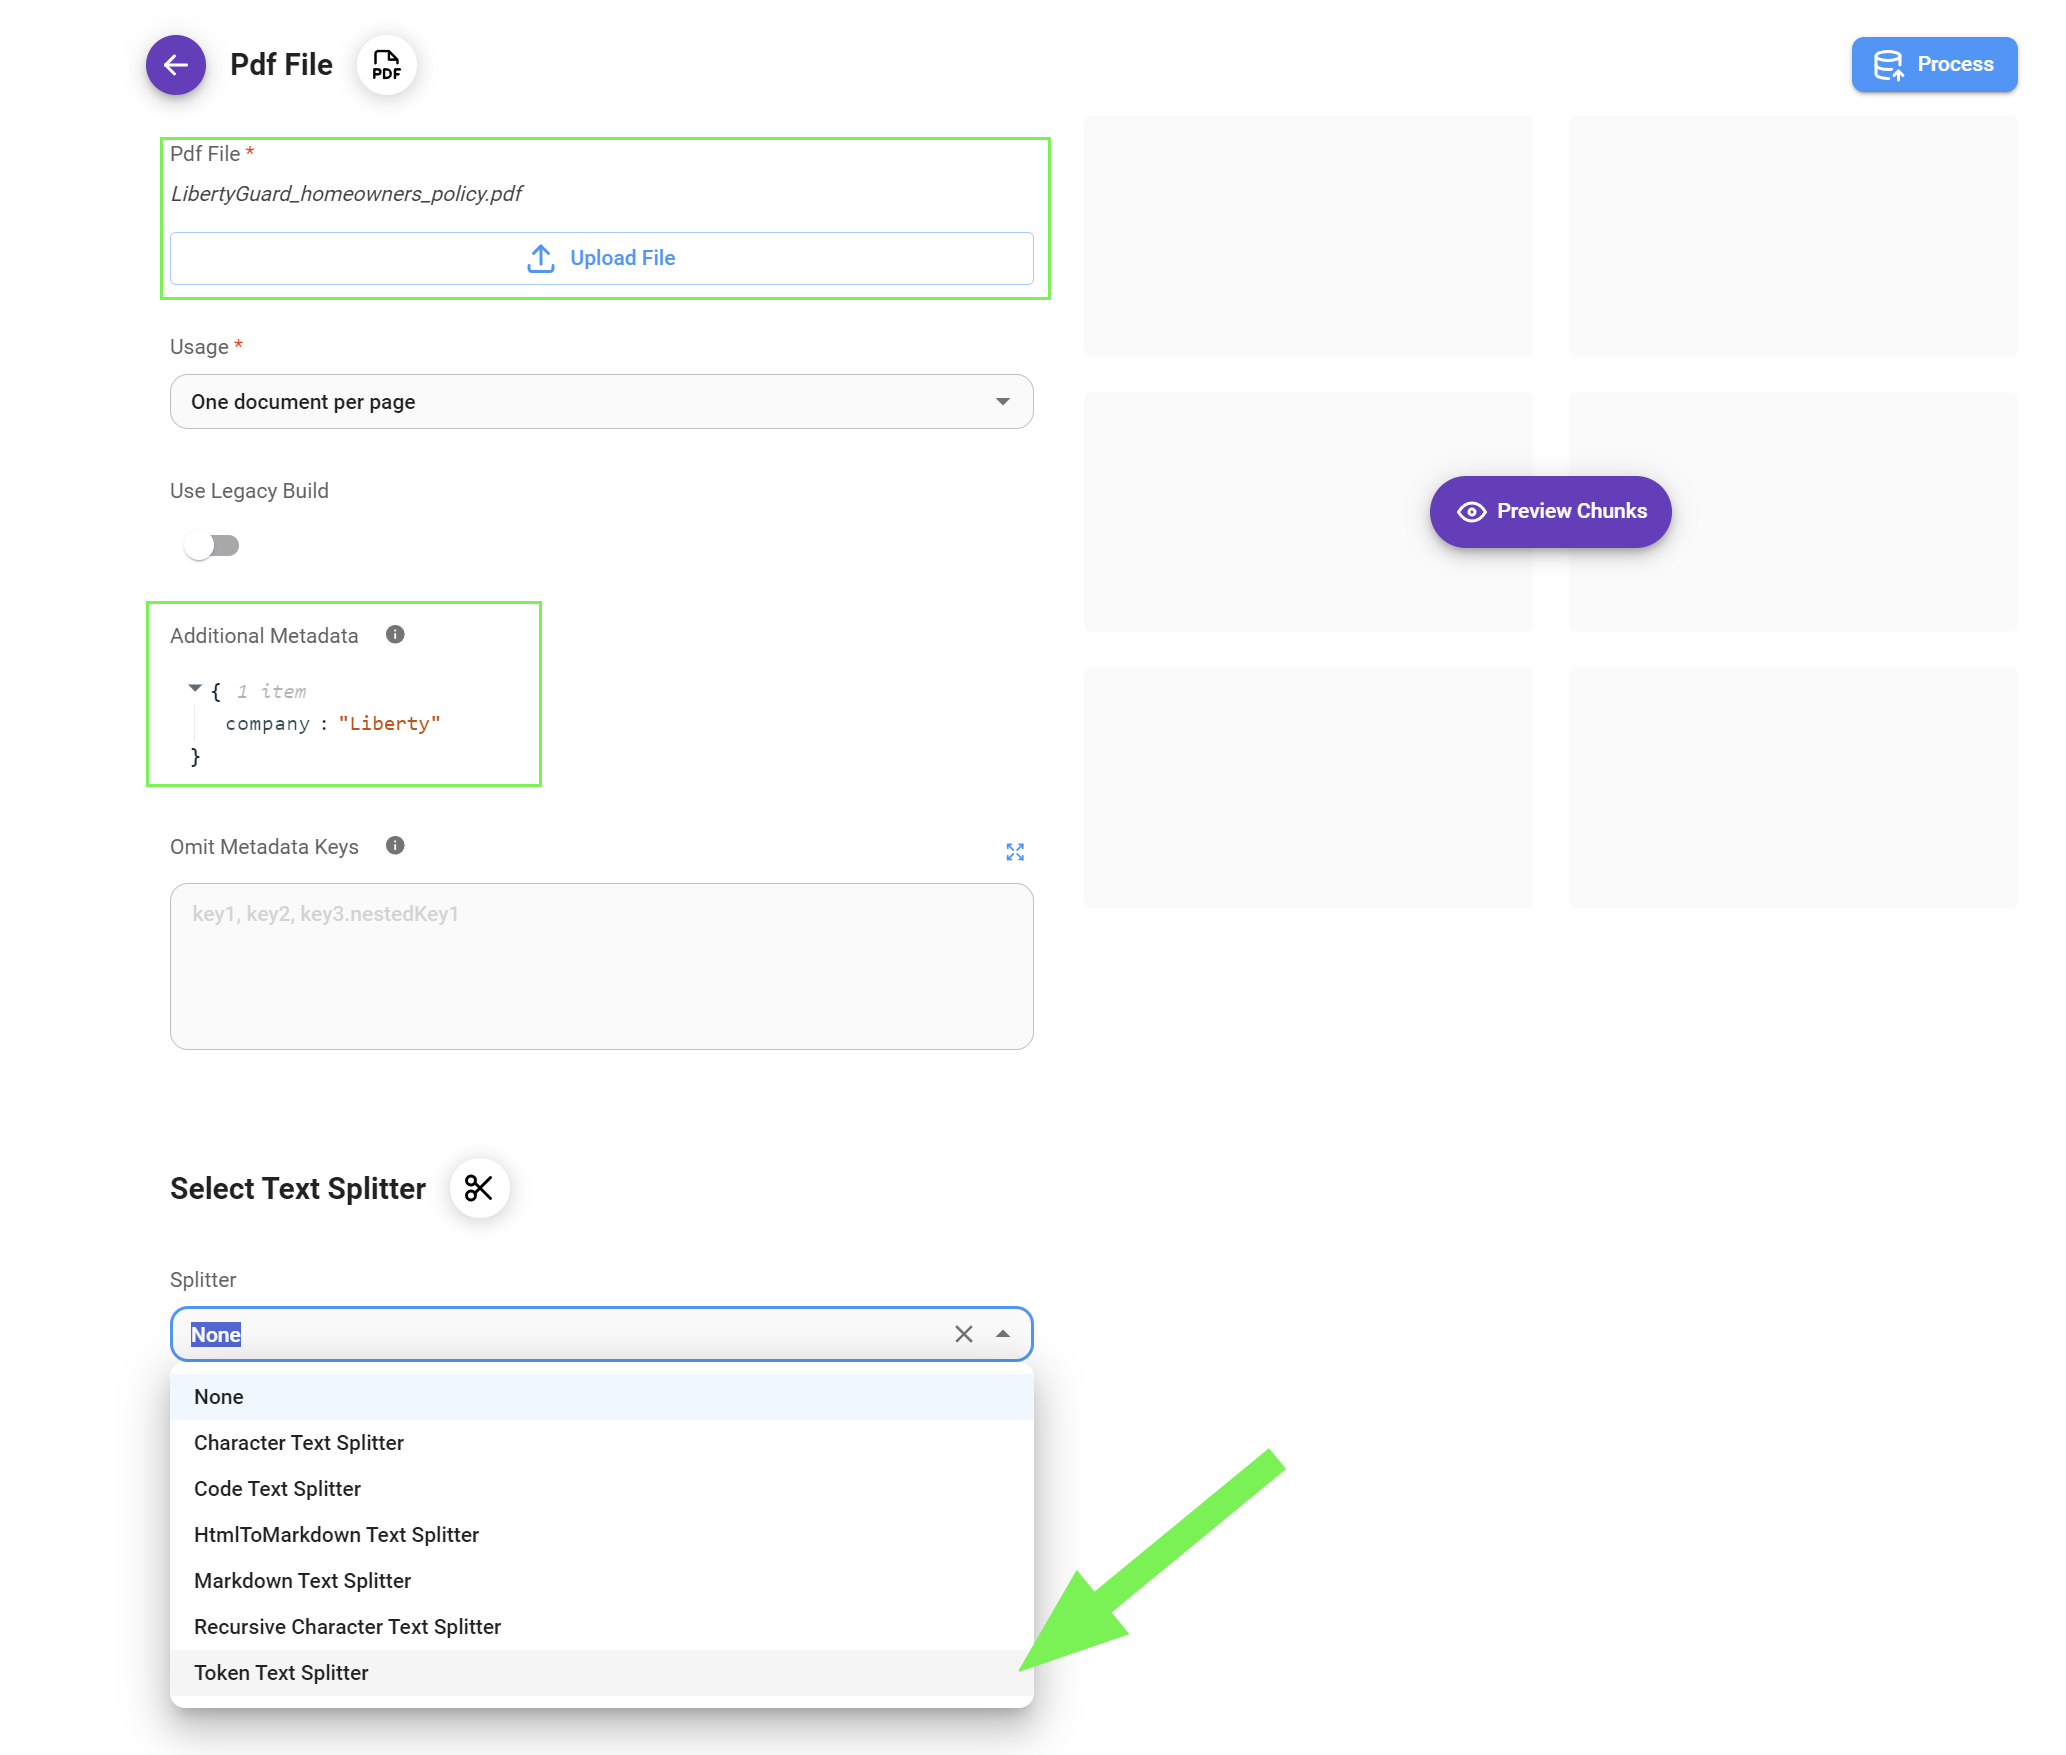 Pdf File
PDF
Process
Pdf File *
LibertyGuard_homeowners_policy.pdf
Upload File
Usage *
One document per page
Use Legacy Build
Preview Chunks
Additional Metadata
{ 1 item
company : "Liberty"
}
Omit Metadata Keys
key1, key2, key3.nestedKey1
Select Text Splitter
Splitter
None
None
Character Text Splitter
Code Text Splitter
HtmlToMarkdown Text Splitter
Markdown Text Splitter
Recursive Character Text Splitter
Token Text Splitter